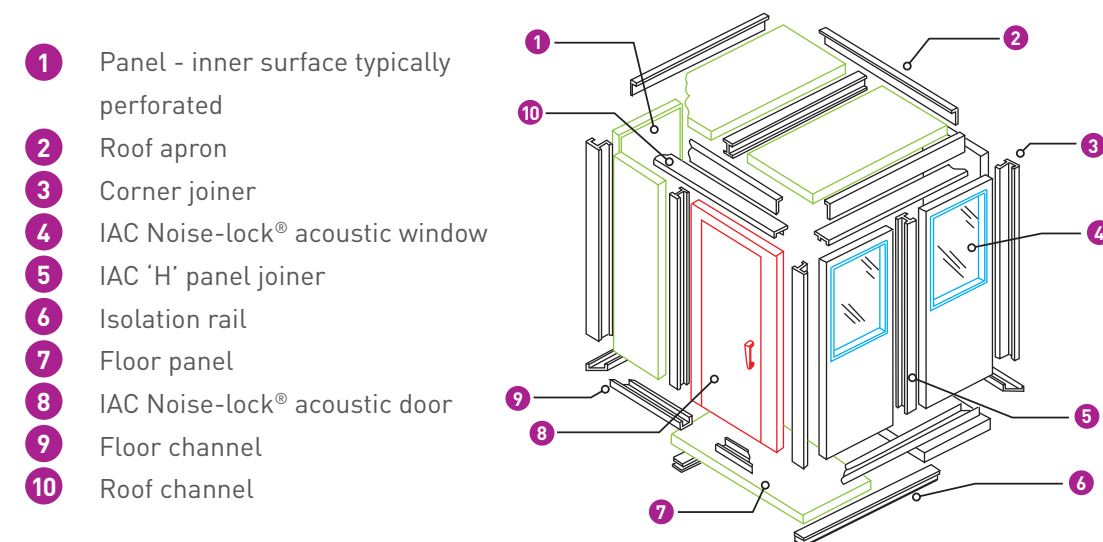 1 Panel - inner surface typically
perforated
2 Roof apron
3 Corner joiner
4 IAC Noise-lock® acoustic window
5 IAC ‘H’ panel joiner
6 Isolation rail
7 Floor panel
8 IAC Noise-lock® acoustic door
9 Floor channel
10 Roof channel
1
2
10
3
4
9
8
5
7
6